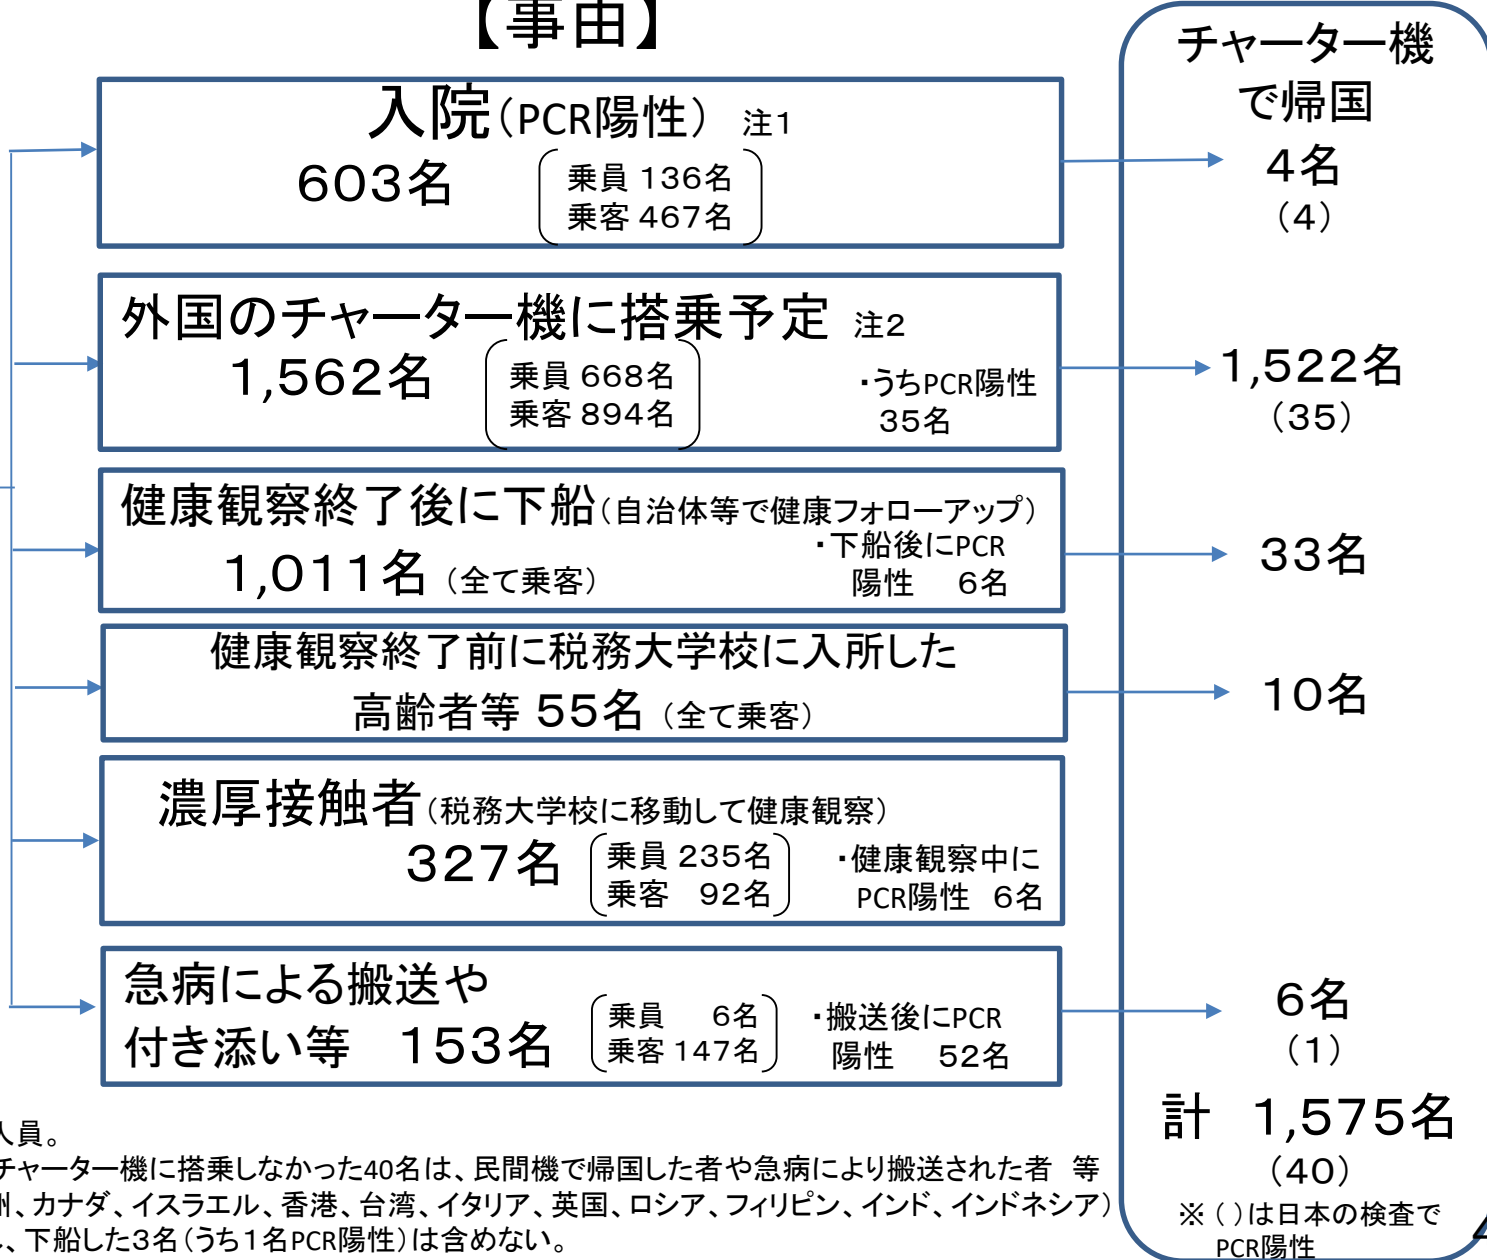 【事由】
入院(PCR陽性) 注1
603名
乗員 136名
乗客 467名
外国のチャーター機に搭乗予定 注2
1,562名
乗員 668名
乗客 894名
・うちPCR陽性
35名
健康観察終了後に下船(自治体等で健康フォローアップ)
1,011名(全て乗客)
・下船後にPCR
陽性 6名
健康観察終了前に税務大学校に入所した
高齢者等 55名(全て乗客)
濃厚接触者(税務大学校に移動して健康観察)
327名
乗員 235名
乗客 92名
・健康観察中に
PCR陽性 6名
急病による搬送や
付き添い等 153名
乗員 6名
乗客 147名
・搬送後にPCR
陽性 52名
チャーター機
で帰国
4名
(4)
1,522名
(35)
33名
10名
6名
(1)
計 1,575名
(40)
※( )は日本の検査で
PCR陽性
人員。
チャーター機に搭乗しなかった40名は、民間機で帰国した者や急病により搬送された者 等
、カナダ、イスラエル、香港、台湾、イタリア、英国、ロシア、フィリピン、インド、インドネシア)
、下船した3名(うち1名PCR陽性)は含めない。